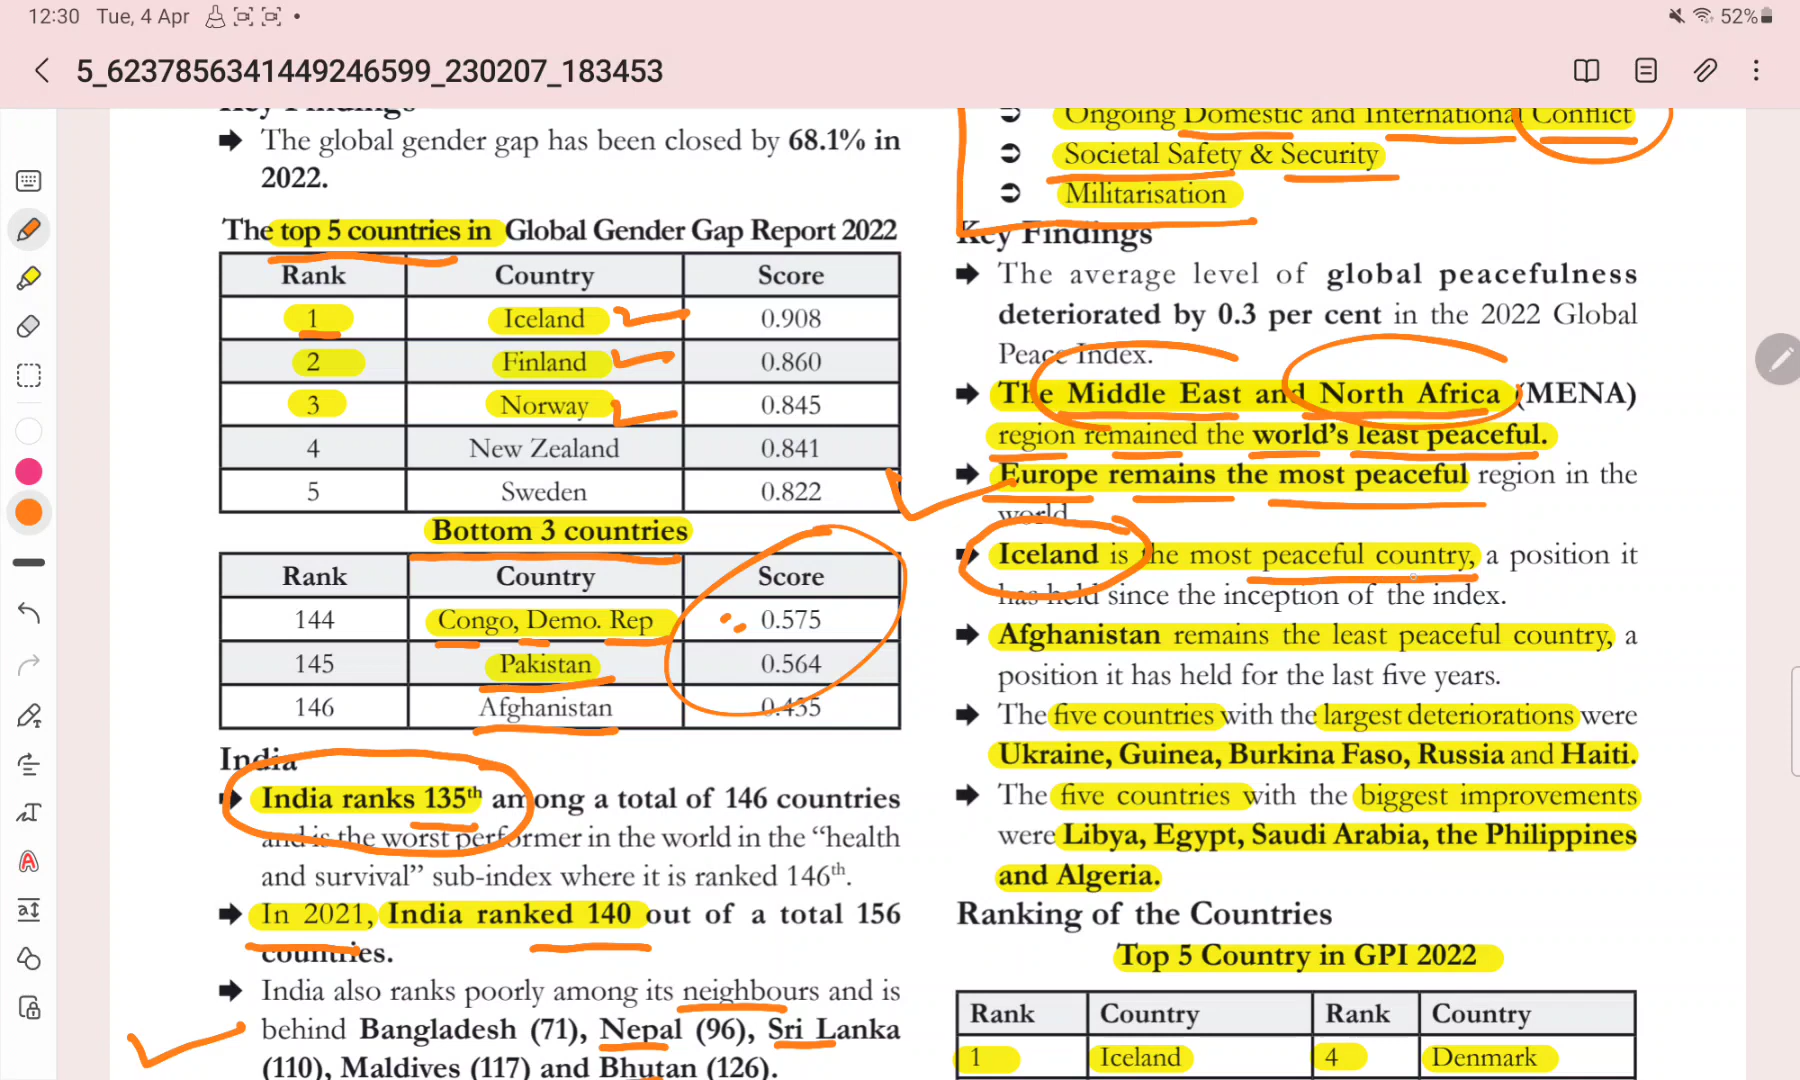 12:30 Tue, 4 Apr
52%
5_6237856341449246599_230207_183453
Key Findings
The global gender gap has been closed by 68.1% in
2022.
The top 5 countries in Global Gender Gap Report 2022
Rank Country Score
1 Iceland 0.908
2 Finland 0.860
3 Norway 0.845
4 New Zealand 0.841
5 Sweden 0.822
Bottom 3 countries
Rank Country Score
144 Congo, Demo. Rep 0.575
145 Pakistan 0.564
146 Afghanistan 0.435
India
India ranks 135th among a total of 146 countries
and is the worst performer in the world in the “health
and survival” sub-index where it is ranked 146th.
In 2021, India ranked 140 out of a total 156
countries.
India also ranks poorly among its neighbours and is
behind Bangladesh (71), Nepal (96), Sri Lanka
(110), Maldives (117) and Bhutan (126).
Ongoing Domestic and International Conflict
Societal Safety & Security
Militarisation
Key Findings
The average level of global peacefulness
deteriorated by 0.3 per cent in the 2022 Global
Peace Index.
The Middle East and North Africa (MENA)
region remained the world’s least peaceful.
Europe remains the most peaceful region in the
world.
Iceland is the most peaceful country, a position it
has held since the inception of the index.
Afghanistan remains the least peaceful country, a
position it has held for the last five years.
The five countries with the largest deteriorations were
Ukraine, Guinea, Burkina Faso, Russia and Haiti.
The five countries with the biggest improvements
were Libya, Egypt, Saudi Arabia, the Philippines
and Algeria.
Ranking of the Countries
Top 5 Country in GPI 2022
Rank Country Rank Country
1 Iceland 4 Denmark